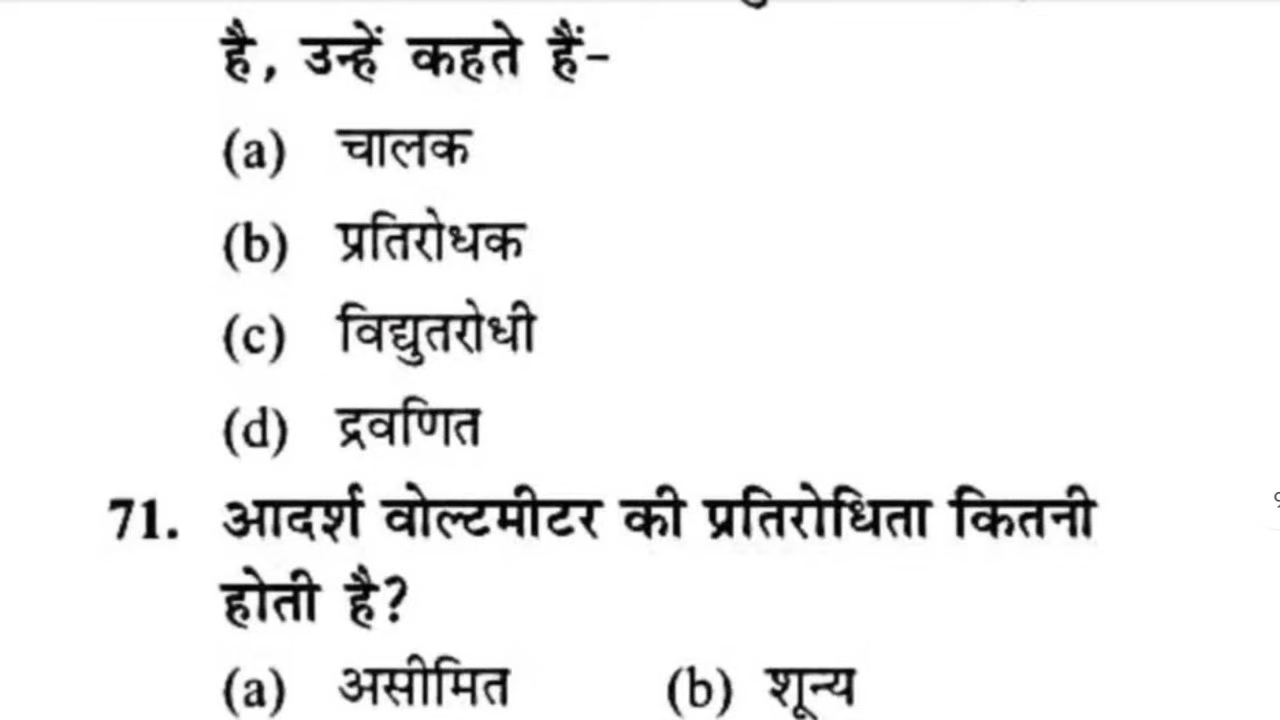 है, उन्हें कहते हैं-
(a) चालक
(b) प्रतिरोधक
(c) विद्युतरोधी
(d) द्रवणित
71. आदर्श वोल्टमीटर की प्रतिरोधिता कितनी
होती है?
(a) असीमित (b) शून्य